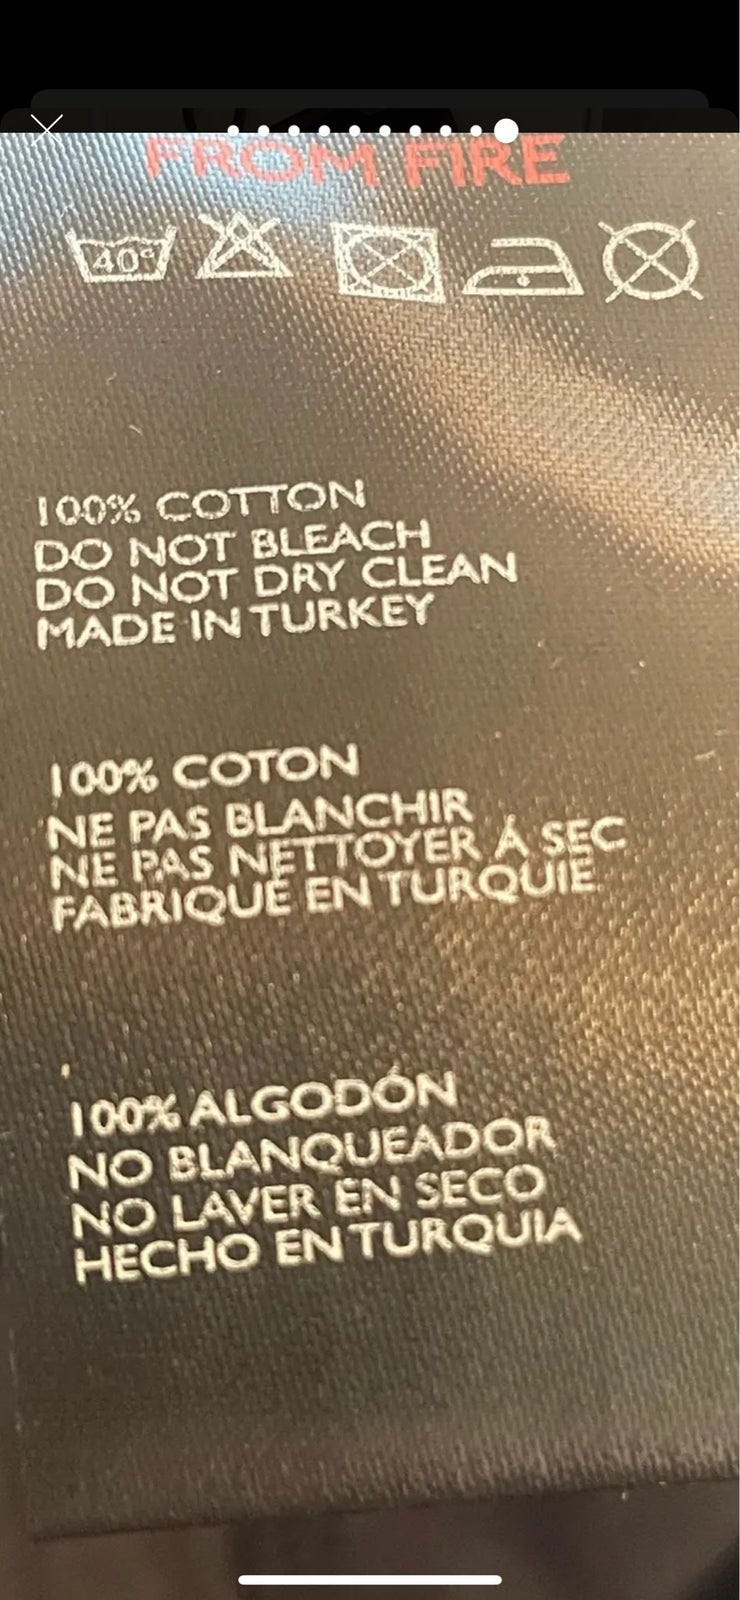 FROM FIRE
40°
100% COTTON
DO NOT BLEACH
DO NOT DRY CLEAN
MADE IN TURKEY
100% COTON
NE PAS BLANCHIR
NE PAS NETTOYER Á SEC
FABRIQUE EN TURQUIE
100% ALGODÓN
NO BLANQUEADOR
NO LAVER EN SECO
HECHO EN TURQUIA